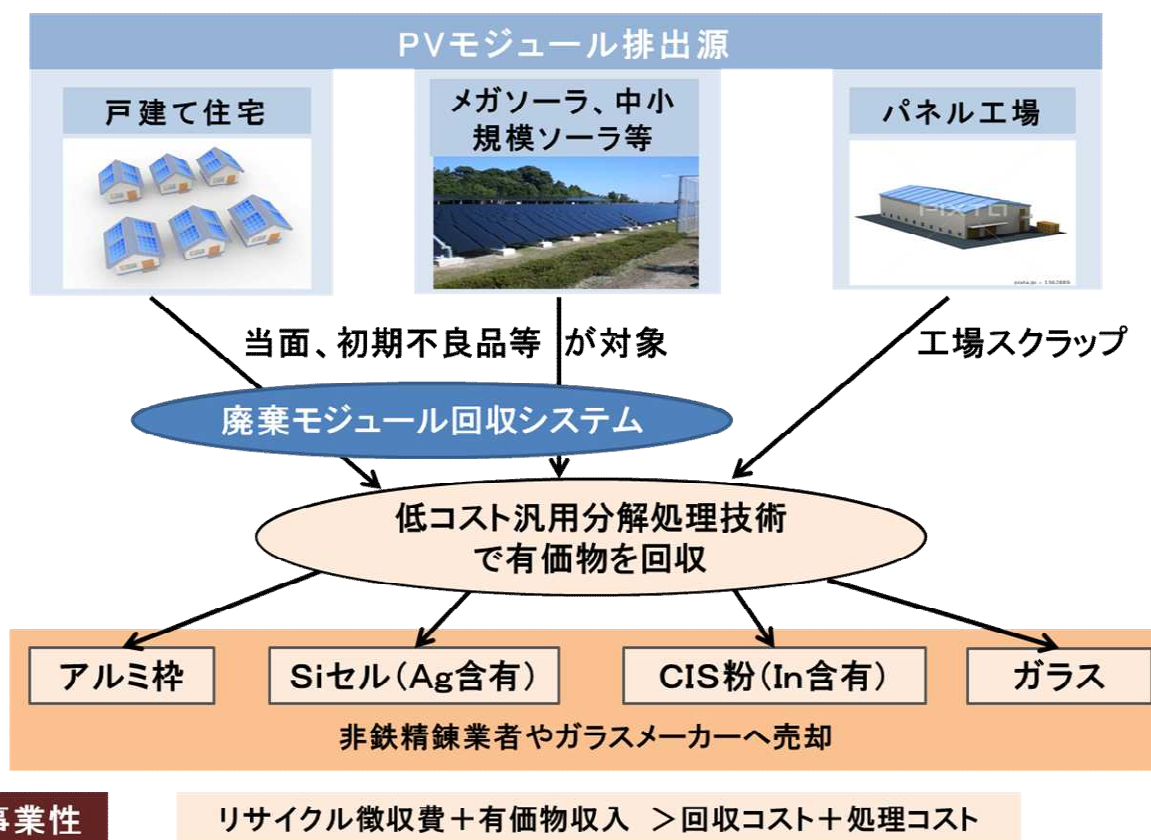 PVモジュール排出源
戸建て住宅
メガソーラ、中小
規模ソーラ等
パネル工場
当面、初期不良品等が対象
工場スクラップ
廃棄モジュール回収システム
低コスト汎用分解処理技術
で有価物を回収
アルミ枠
Siセル(Ag含有)
CIS粉(In含有)
ガラス
非鉄精錬業者やガラスメーカーへ売却
事業性
リサイクル徴収費+有価物収入 >回収コスト+処理コスト